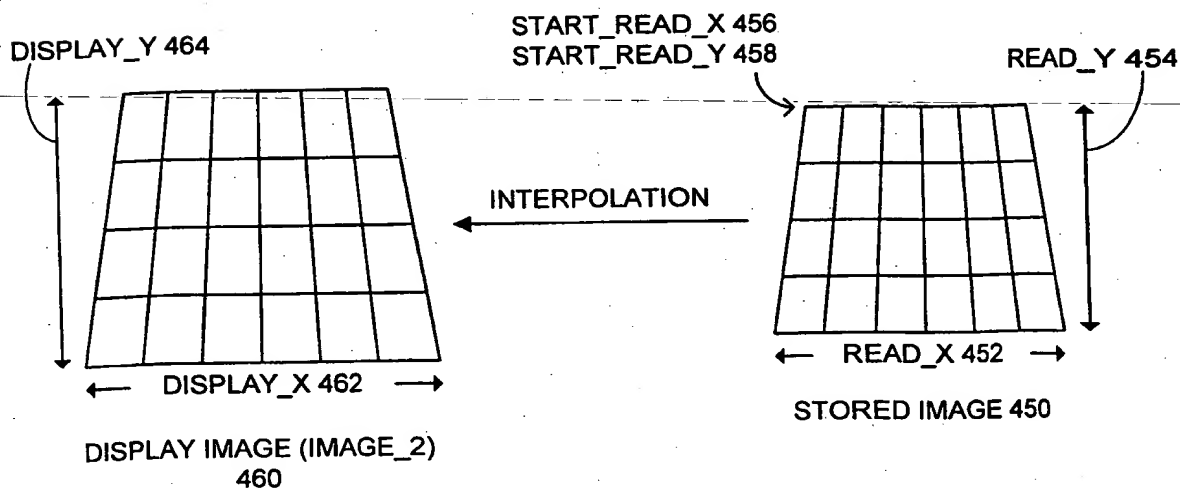 DISPLAY_Y 464
START_READ_X 456
START_READ_Y 458
READ_Y 454
INTERPOLATION
DISPLAY_X 462
READ_X 452
STORED IMAGE 450
DISPLAY IMAGE (IMAGE_2)
460